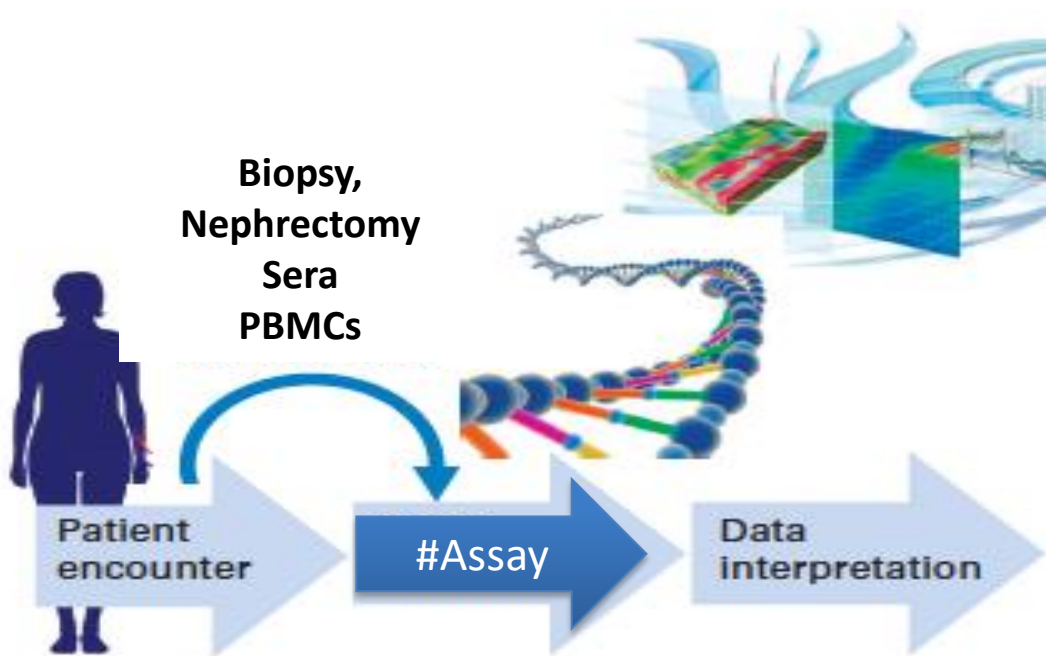 Biopsy,
Nephrectomy
Sera
PBMCs
Patient
encounter
#Assay
Data
interpretation